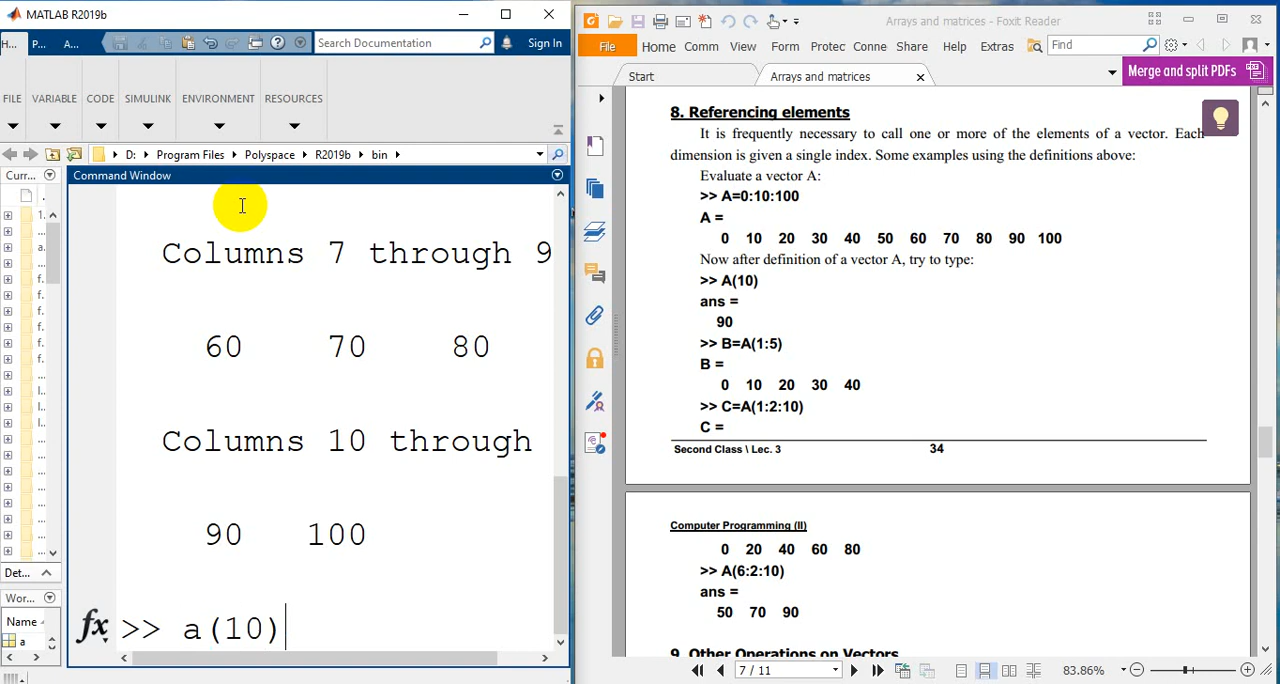 MATLAB R2019b
H...
P...
A...
Search Documentation
Sign In
FILE
VARIABLE
CODE
SIMULINK
ENVIRONMENT
RESOURCES
D:
Program Files
Polyspace
R2019b
bin
Curr...
Command Window
Columns 7 through 9
60 70 80
Columns 10 through
90 100
fx >> a(10)
Det...
Wor...
Name
a
Arrays and matrices - Foxit Reader
File
Home
Comm
View
Form
Protec
Conne
Share
Help
Extras
Find
Start
Arrays and matrices
Merge and split PDFs
8. Referencing elements
It is frequently necessary to call one or more of the elements of a vector. Each
dimension is given a single index. Some examples using the definitions above:
Evaluate a vector A:
>> A=0:10:100
A =
0 10 20 30 40 50 60 70 80 90 100
Now after definition of a vector A, try to type:
>> A(10)
ans =
90
>> B=A(1:5)
B =
0 10 20 30 40
>> C=A(1:2:10)
C =
Second Class \ Lec. 3 34
Computer Programming (II)
0 20 40 60 80
>> A(6:2:10)
ans =
50 70 90
9. Other Operations on Vectors
7 / 11
83.86%